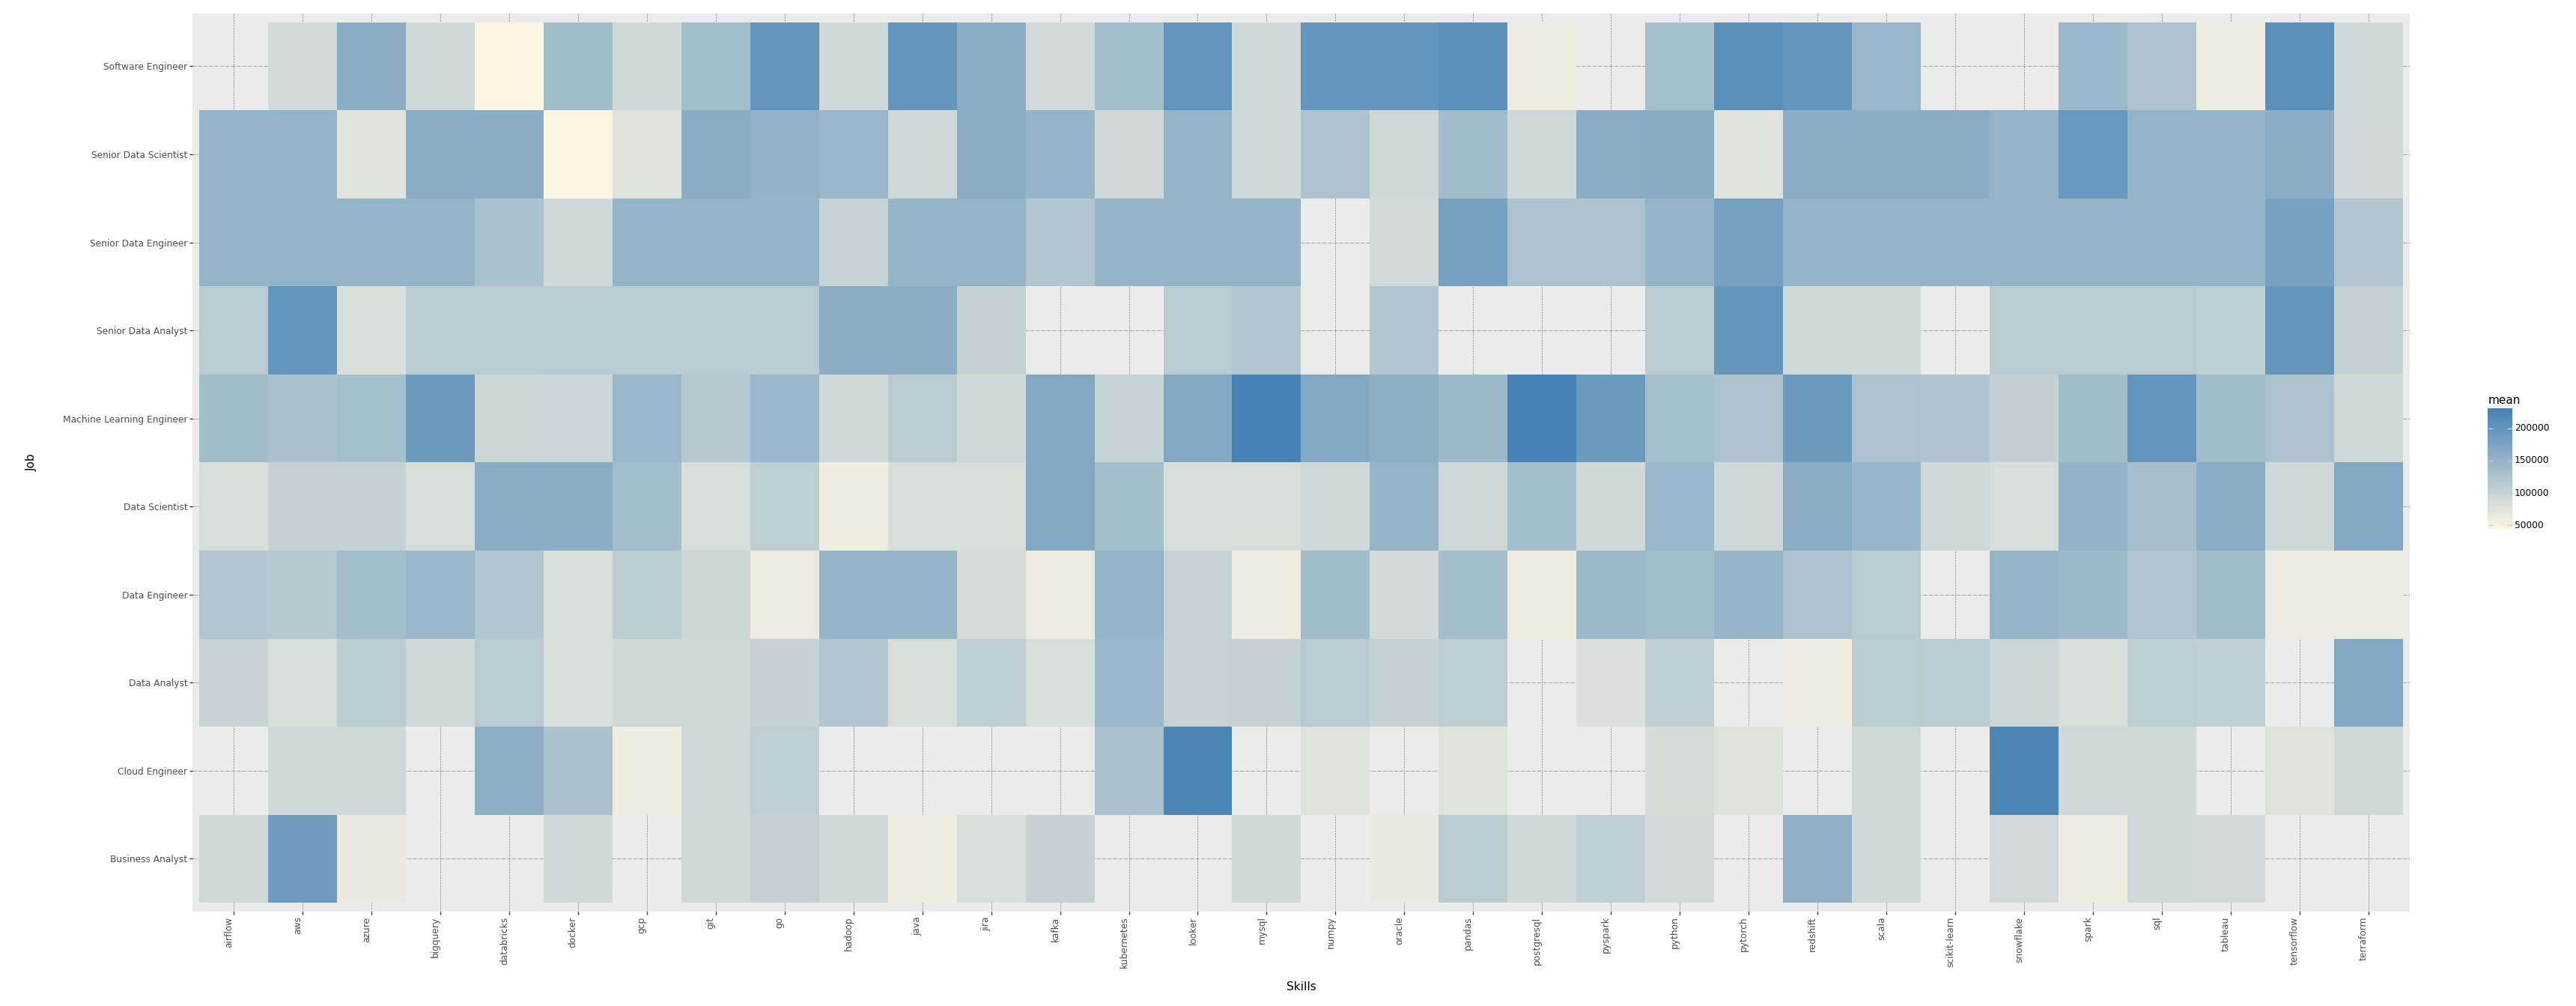 Software Engineer
Senior Data Scientist
Senior Data Engineer
Senior Data Analyst
Machine Learning Engineer
Data Scientist
Data Engineer
Data Analyst
Cloud Engineer
Business Analyst
Job
airflow
aws
azure
bigquery
databricks
docker
gcp
git
go
hadoop
java
jira
kafka
kubernetes
looker
mysql
numpy
oracle
pandas
postgresql
pyspark
python
pytorch
redshift
scala
scikit-learn
snowflake
spark
sql
tableau
tensorflow
terraform
Skills
mean
200000
150000
100000
50000